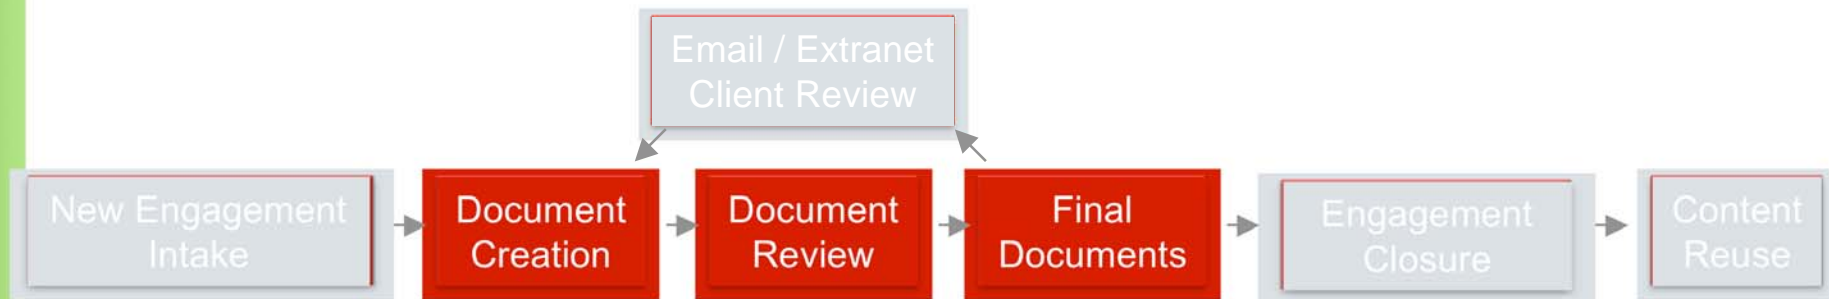 Email / Extranet
Client Review
New Engagement
Intake
Document
Creation
Document
Review
Final
Documents
Engagement
Closure
Content
Reuse